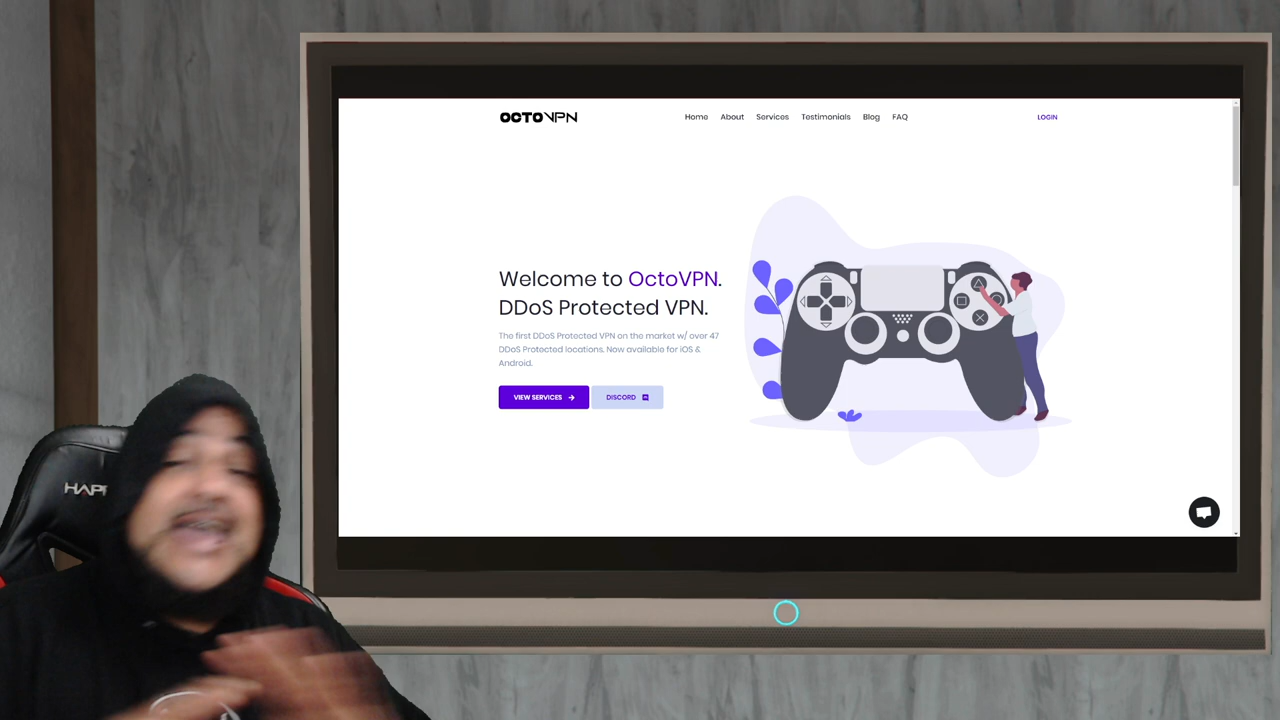 OCTOVPN
Home About Services Testimonials Blog FAQ
LOGIN
Welcome to OctoVPN.
DDoS Protected VPN.
The first DDoS Protected VPN on the market w/ over 47
DDoS Protected locations. Now available for iOS &
Android.
VIEW SERVICES → DISCORD